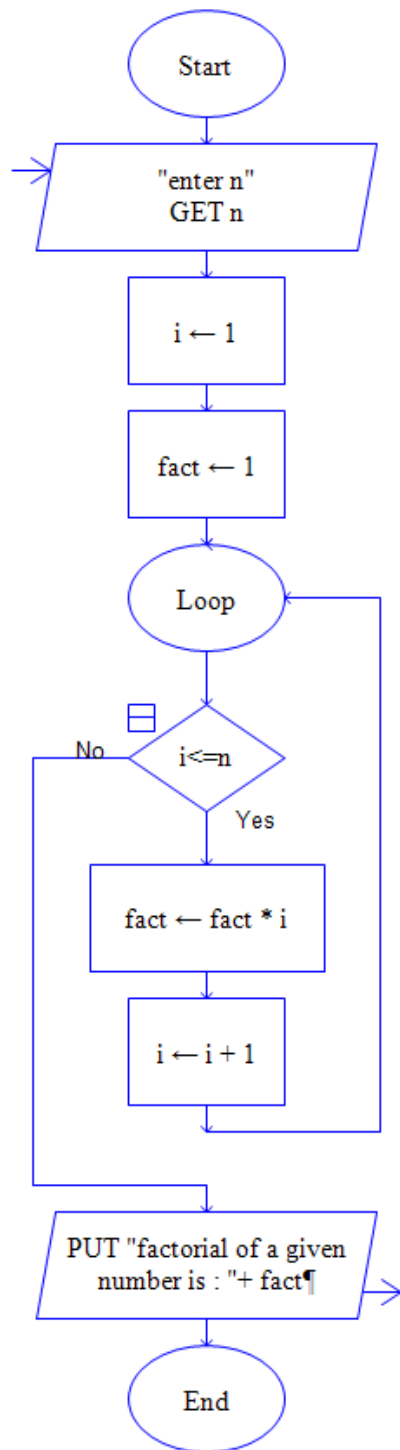 Start
"enter n"
GET n
i ← 1
fact ← 1
Loop
i<=n
No
Yes
fact ← fact * i
i ← i + 1
PUT "factorial of a given
number is : "+ fact¶
End